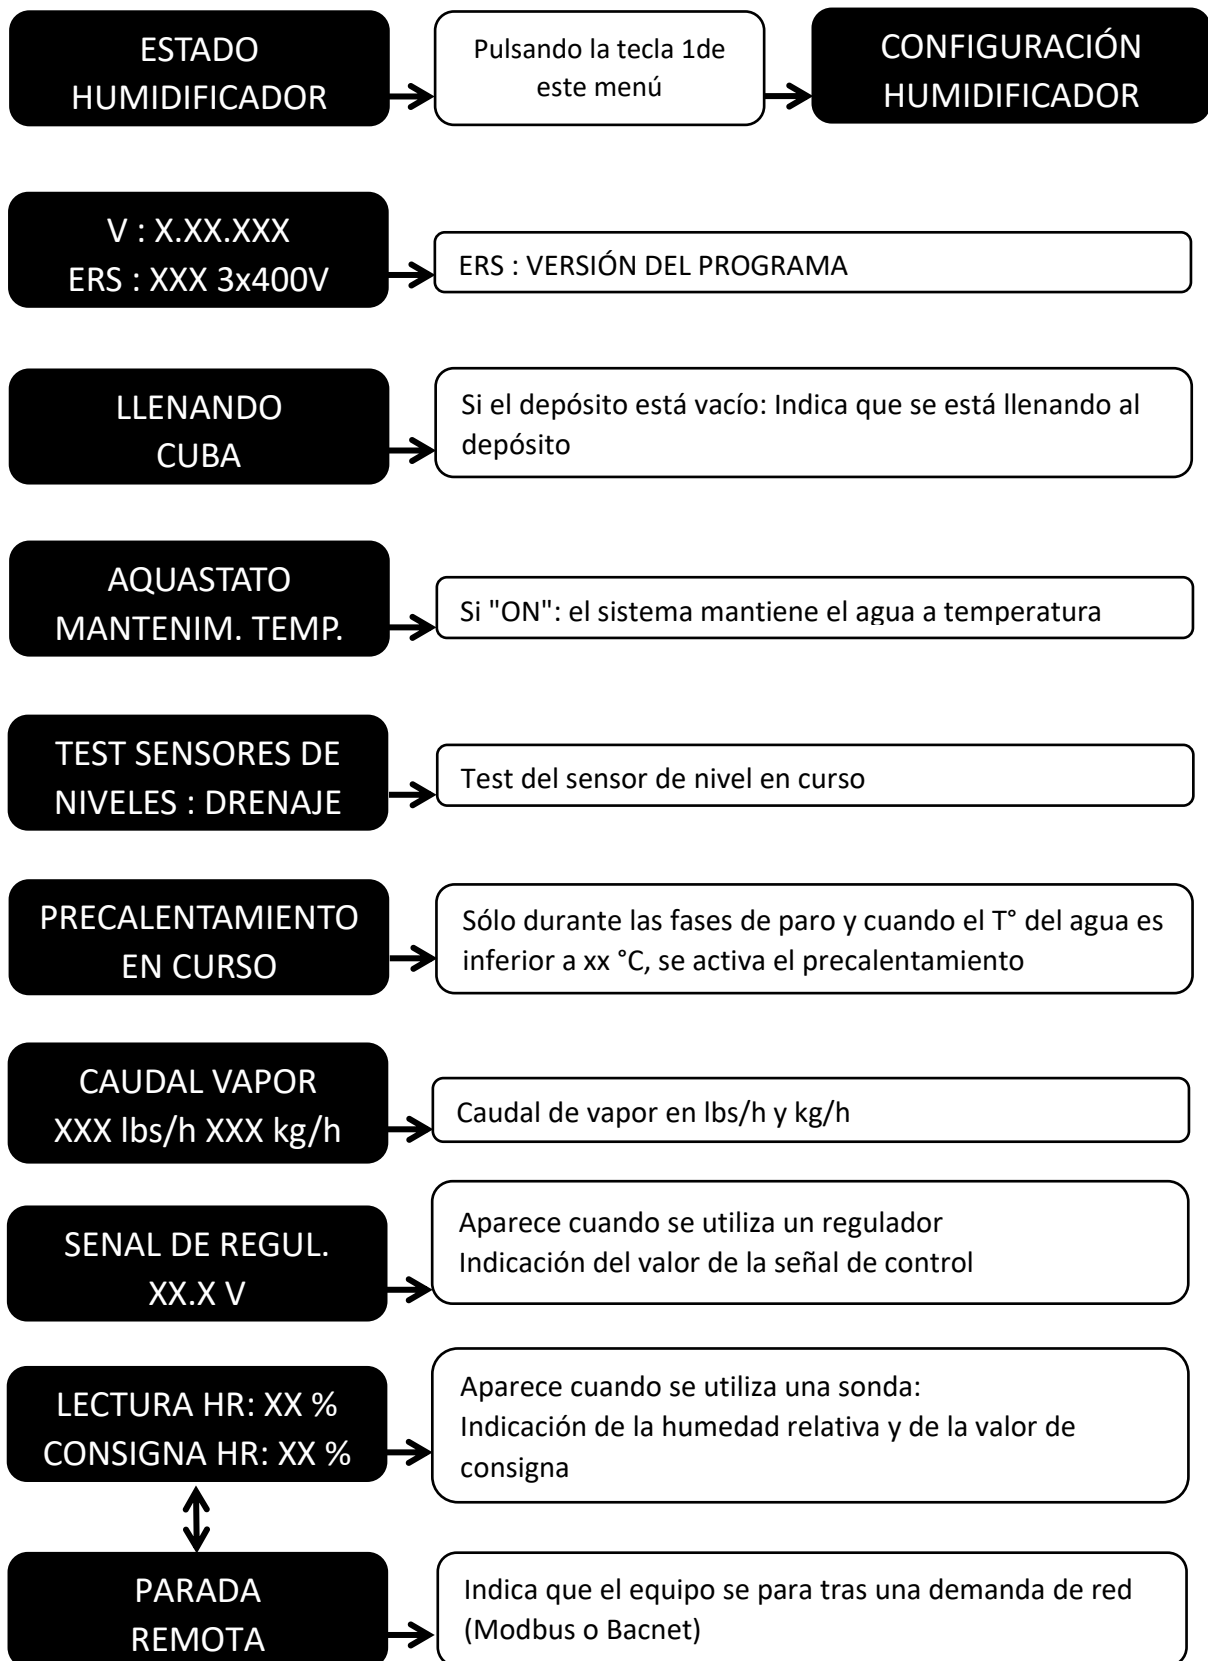 ESTADO
HUMIDIFICADOR
Pulsando la tecla 1de
este menú
CONFIGURACIÓN
HUMIDIFICADOR
V : X.XX.XXX
ERS : XXX 3x400V
ERS : VERSIÓN DEL PROGRAMA
LLENANDO
CUBA
Si el depósito está vacío: Indica que se está llenando al
depósito
AQUASTATO
MANTENIM. TEMP.
Si "ON": el sistema mantiene el agua a temperatura
TEST SENSORES DE
NIVELES : DRENAJE
Test del sensor de nivel en curso
PRECALENTAMIENTO
EN CURSO
Sólo durante las fases de paro y cuando el T° del agua es
inferior a xx °C, se activa el precalentamiento
CAUDAL VAPOR
XXX lbs/h XXX kg/h
Caudal de vapor en lbs/h y kg/h
SENAL DE REGUL.
XX.X V
Aparece cuando se utiliza un regulador
Indicación del valor de la señal de control
LECTURA HR: XX %
CONSIGNA HR: XX %
Aparece cuando se utiliza una sonda:
Indicación de la humedad relativa y de la valor de
consigna
PARADA
REMOTA
Indica que el equipo se para tras una demanda de red
(Modbus o Bacnet)